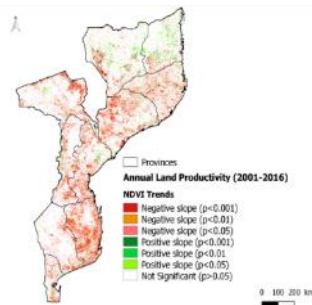 Provinces
Annual Land Productivity (2001-2016)
NDVI Trends
Negative slope (p<0.001)
Negative slope (p<0.01)
Negative slope (p<0.05)
Positive slope (p<0.001)
Positive slope (p<0.01
Positive slope (p<0.05)
Not Significant (p>0.05)
0 100 200 km